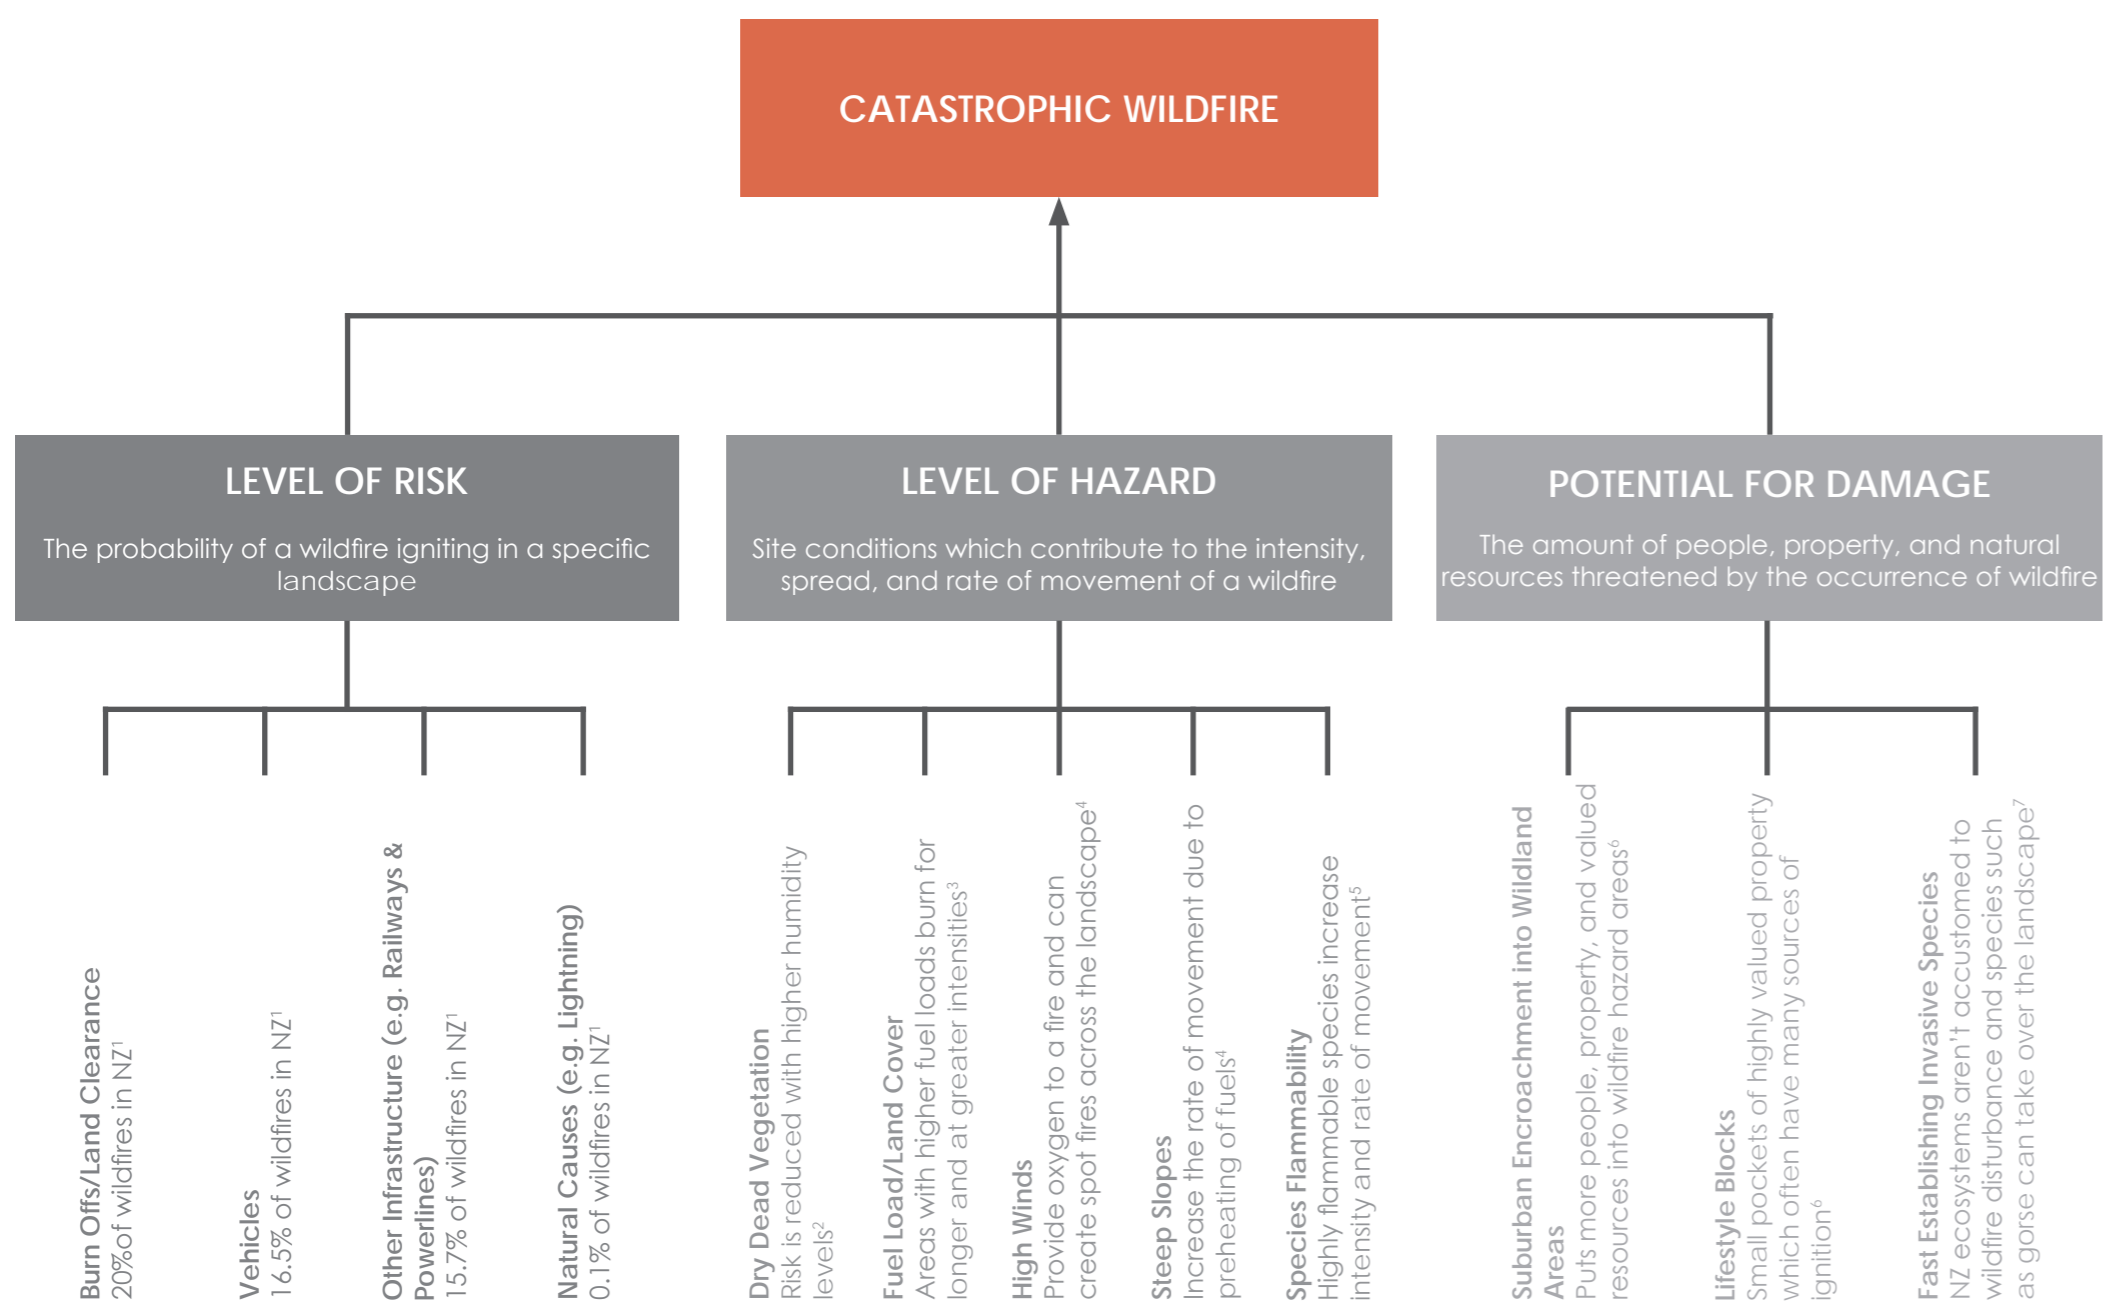 CATASTROPHIC WILDFIRE
LEVEL OF RISK
The probability of a wildfire igniting in a specific
landscape
LEVEL OF HAZARD
Site conditions which contribute to the intensity,
spread, and rate of movement of a wildfire
POTENTIAL FOR DAMAGE
The amount of people, property, and natural
resources threatened by the occurrence of wildfire
Burn Offs/Land Clearance
20%of wildfires in NZ¹
Vehicles
16.5% of wildfires in NZ¹
Other Infrastructure (e.g. Railways &
Powerlines)
15.7% of wildfires in NZ¹
Natural Causes (e.g. Lightning)
0.1% of wildfires in NZ¹
Dry Dead Vegetation
Risk is reduced with higher humidity
levels²
Fuel Load/Land Cover
Areas with higher fuel loads burn for
longer and at greater intensities³
High Winds
Provide oxygen to a fire and can
create spot fires across the landscape⁴
Steep Slopes
Increase the rate of movement due to
preheating of fuels⁴
Species Flammability
Highly flammable species increase
intensity and rate of movement⁵
Suburban Encroachment into Wildland
Areas
Puts more people, property, and valued
resources into wildfire hazard areas⁶
Lifestyle Blocks
Small pockets of highly valued property
which often have many sources of
ignition⁶
Fast Establishing Invasive Species
NZ ecosystems aren't accustomed to
wildfire disturbance and species such
as gorse can take over the landscape⁷